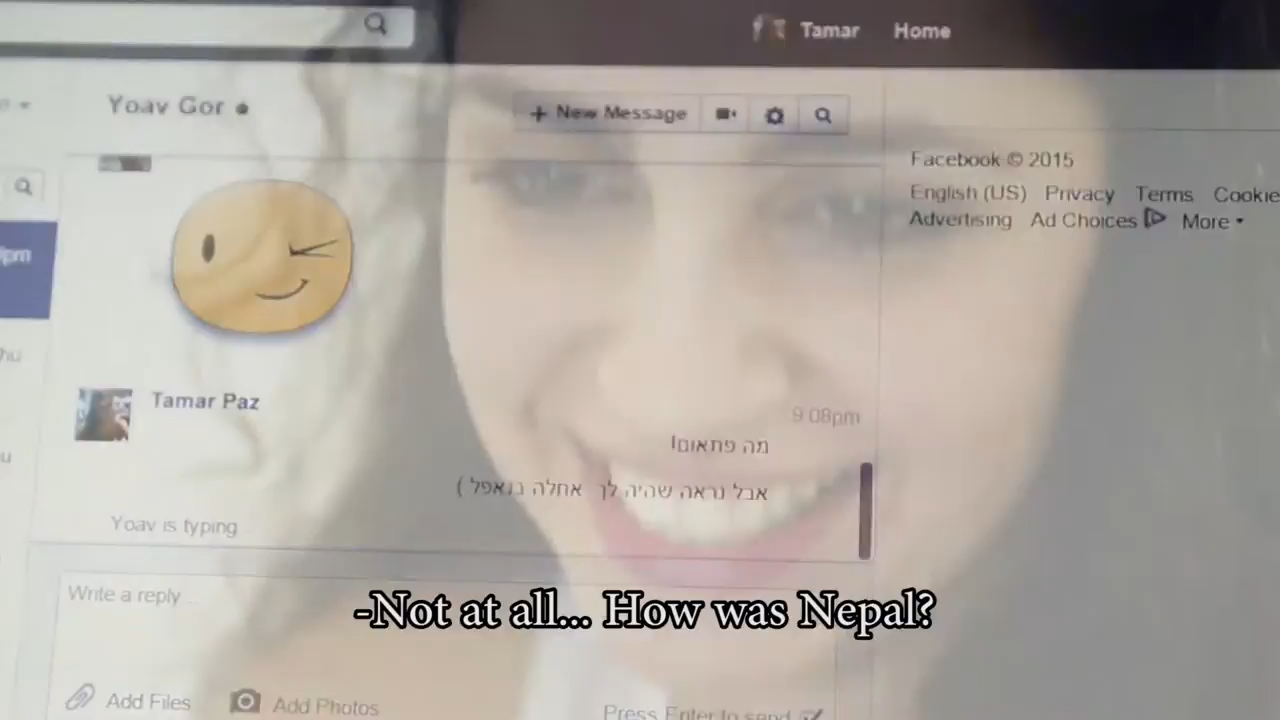 Tamar Home
Yoav Gor
+ New Message
Facebook © 2015
English (US) Privacy Terms Cookie
Advertising Ad Choices More
Tamar Paz
9:08pm
מה פתאום!
אבל נראה שהיה לך אחלה בנאפל )
Yoav is typing
Write a reply...
-Not at all... How was Nepal?
Add Files Add Photos
Press Enter to send